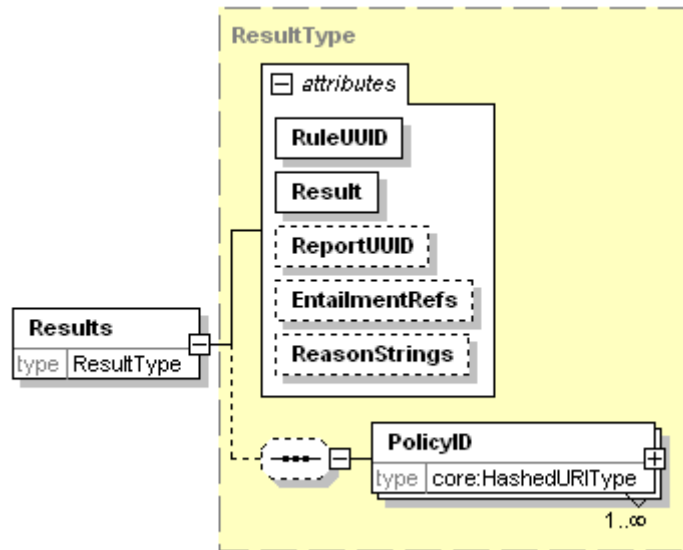 ResultType
attributes
RuleUUID
Result
ReportUUID
EntailmentRefs
ReasonStrings
Results
type ResultType
PolicyID
type core:HashedURIType
1..∞